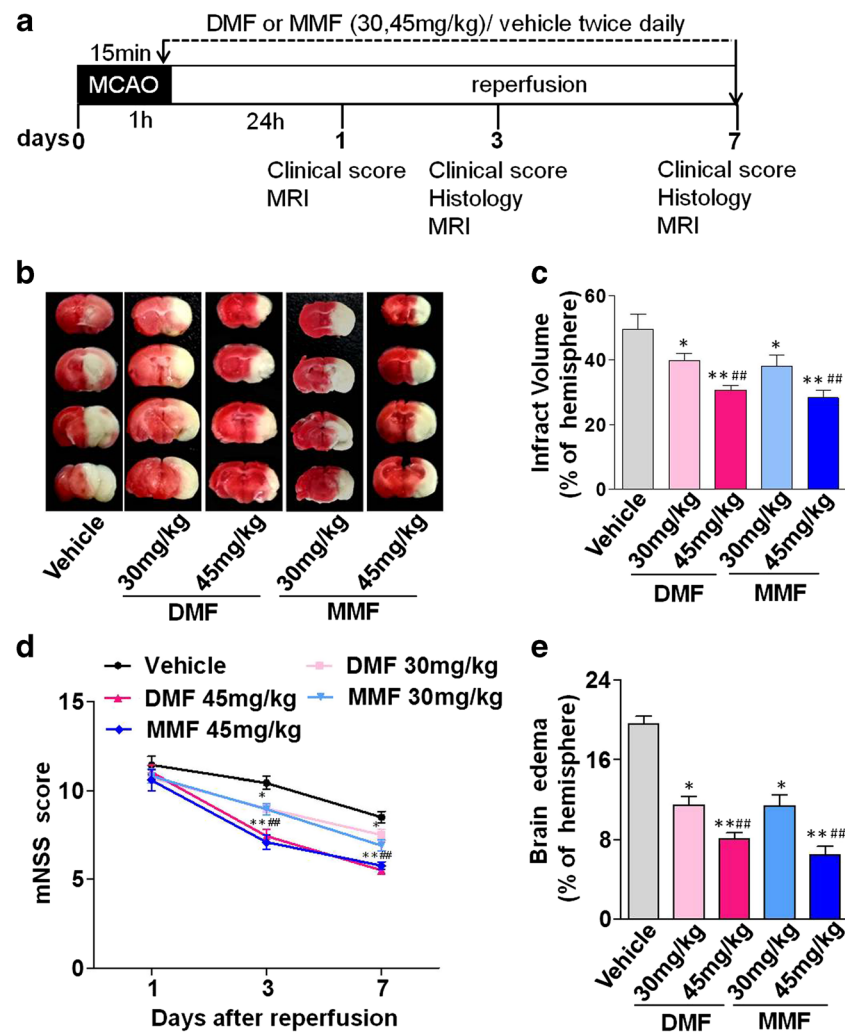 a
DMF or MMF (30,45mg/kg)/ vehicle twice daily
15min
MCAO
reperfusion
1h
24h
days
0
1
3
7
Clinical score
MRI
Clinical score
Histology
MRI
Clinical score
Histology
MRI
b
Vehicle
30mg/kg
45mg/kg
30mg/kg
45mg/kg
DMF
MMF
c
Infract Volume
(% of hemisphere)
60
40
20
0
*
**##
*
**##
Vehicle
30mg/kg
45mg/kg
30mg/kg
45mg/kg
DMF
MMF
d
Vehicle
DMF 30mg/kg
DMF 45mg/kg
MMF 30mg/kg
MMF 45mg/kg
mNSS score
15
10
5
0
*
**##
*
**##
1
3
7
Days after reperfusion
e
Brain edema
(% of hemisphere)
24
16
8
0
*
**##
*
**##
Vehicle
30mg/kg
45mg/kg
30mg/kg
45mg/kg
DMF
MMF